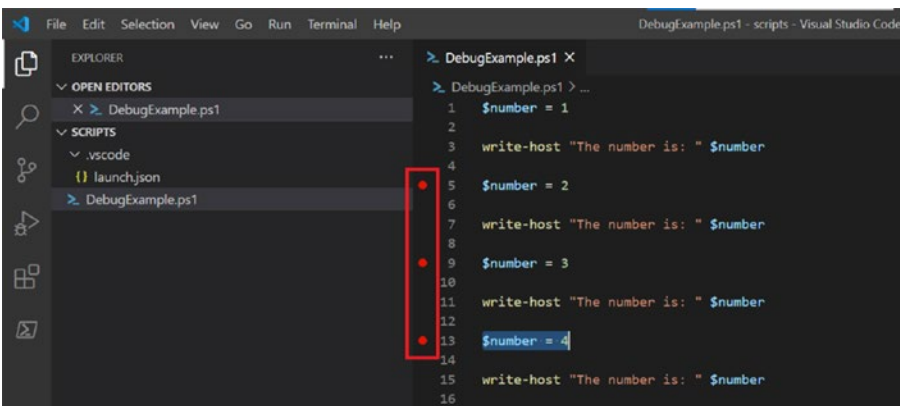 File Edit Selection View Go Run Terminal Help
DebugExample.ps1 - scripts - Visual Studio Code
EXPLORER ···
OPEN EDITORS
DebugExample.ps1
SCRIPTS
.vscode
{} launch.json
DebugExample.ps1
DebugExample.ps1
DebugExample.ps1 > ...
1 $number = 1
2
3 write-host "The number is: " $number
4
5 $number = 2
6
7 write-host "The number is: " $number
8
9 $number = 3
10
11 write-host "The number is: " $number
12
13 $number = 4
14
15 write-host "The number is: " $number
16